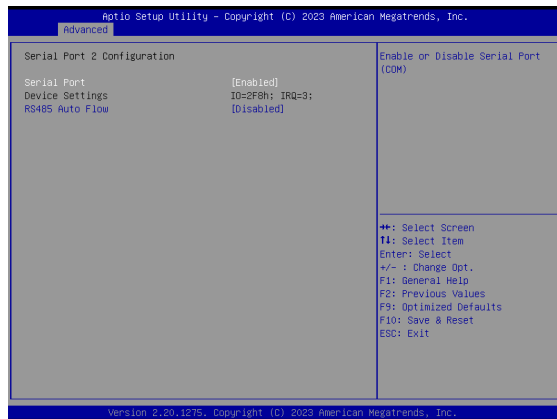 Aptio Setup Utility – Copyright (C) 2023 American Megatrends, Inc.
Advanced
Serial Port 2 Configuration
Serial Port [Enabled]
Device Settings IO=2F8h; IRQ=3;
RS485 Auto Flow [Disabled]
Enable or Disable Serial Port
(COM)
→←: Select Screen
↑↓: Select Item
Enter: Select
+/- : Change Opt.
F1: General Help
F2: Previous Values
F9: Optimized Defaults
F10: Save & Reset
ESC: Exit
Version 2.20.1275. Copyright (C) 2023 American Megatrends, Inc.